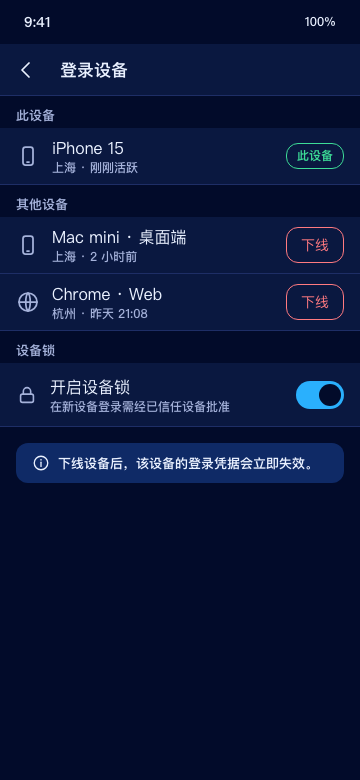 9:41
100%
登录设备
此设备
iPhone 15
上海 · 刚刚活跃
此设备
其他设备
Mac mini · 桌面端
上海 · 2 小时前
下线
Chrome · Web
杭州 · 昨天 21:08
下线
设备锁
开启设备锁
在新设备登录需经已信任设备批准
下线设备后，该设备的登录凭据会立即失效。